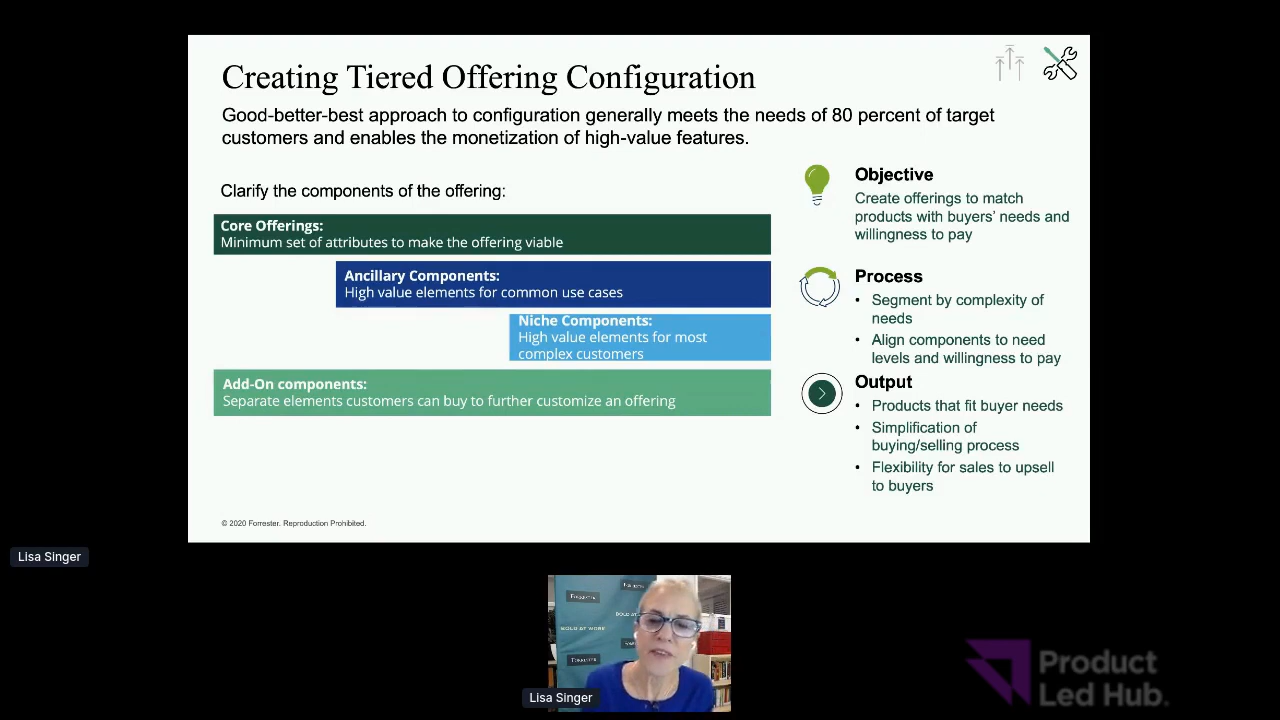 Creating Tiered Offering Configuration
Good-better-best approach to configuration generally meets the needs of 80 percent of target
customers and enables the monetization of high-value features.
Clarify the components of the offering:
Core Offerings:
Minimum set of attributes to make the offering viable
Ancillary Components:
High value elements for common use cases
Niche Components:
High value elements for most
complex customers
Add-On components:
Separate elements customers can buy to further customize an offering
Objective
Create offerings to match
products with buyers’ needs and
willingness to pay
Process
• Segment by complexity of
needs
• Align components to need
levels and willingness to pay
Output
• Products that fit buyer needs
• Simplification of
buying/selling process
• Flexibility for sales to upsell
to buyers
© 2020 Forrester. Reproduction Prohibited.
Lisa Singer
FORRESTER
BOLD AT WORK
FORRESTER
Lisa Singer
Product
Led Hub.